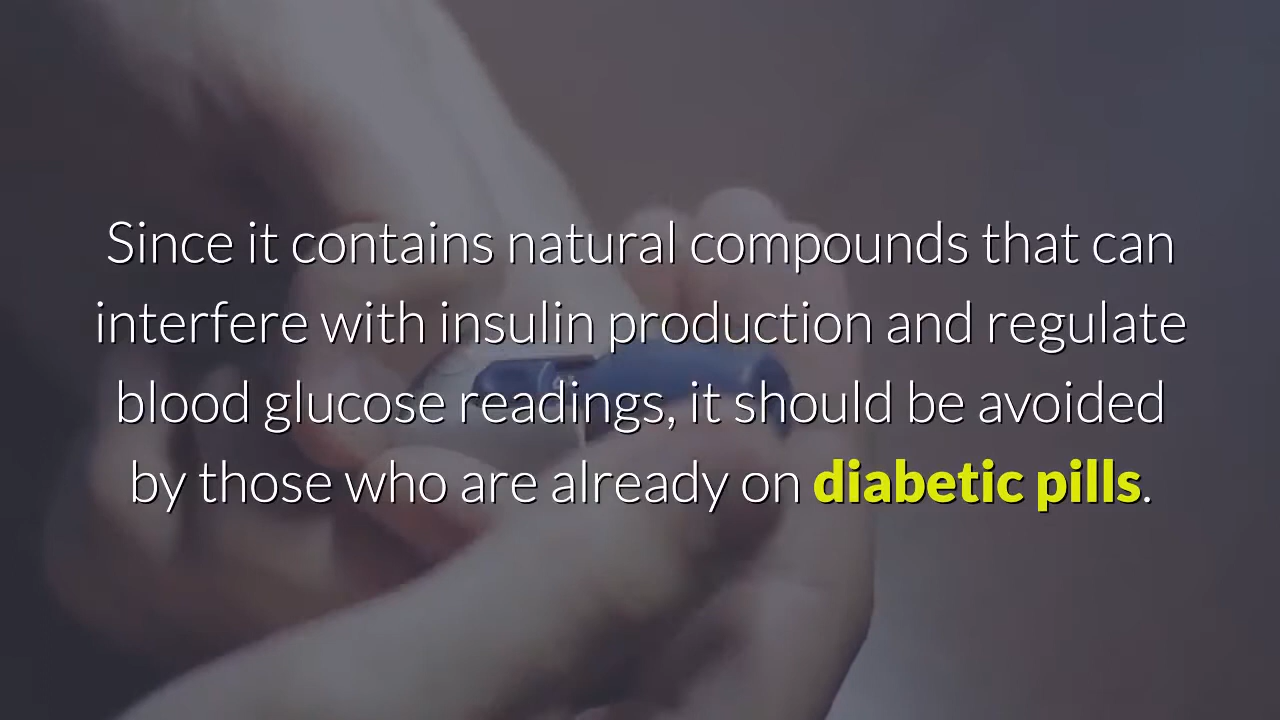 Since it contains natural compounds that can
interfere with insulin production and regulate
blood glucose readings, it should be avoided
by those who are already on diabetic pills.